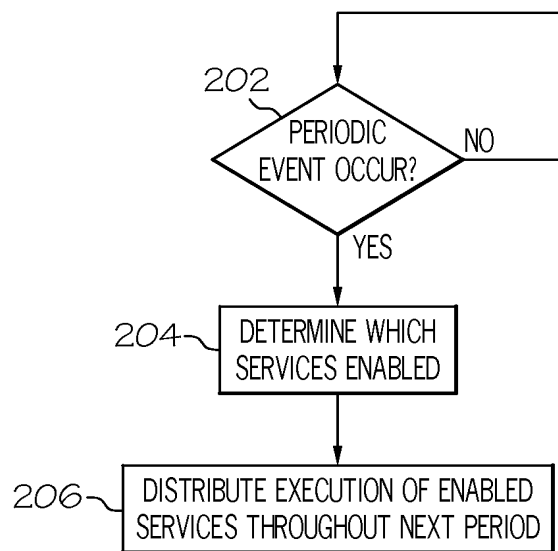 202
PERIODIC
EVENT OCCUR?
NO
YES
204
DETERMINE WHICH
SERVICES ENABLED
206
DISTRIBUTE EXECUTION OF ENABLED
SERVICES THROUGHOUT NEXT PERIOD